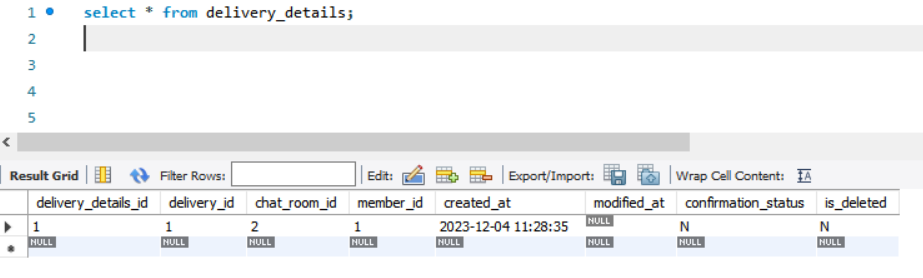 1 select * from delivery_details;
2
3
4
5
Result Grid Filter Rows: Edit: Export/Import: Wrap Cell Content: IA
delivery_details_id delivery_id chat_room_id member_id created_at modified_at confirmation_status is_deleted
1 1 2 1 2023-12-04 11:28:35 NULL N N
NULL NULL NULL NULL NULL NULL NULL NULL